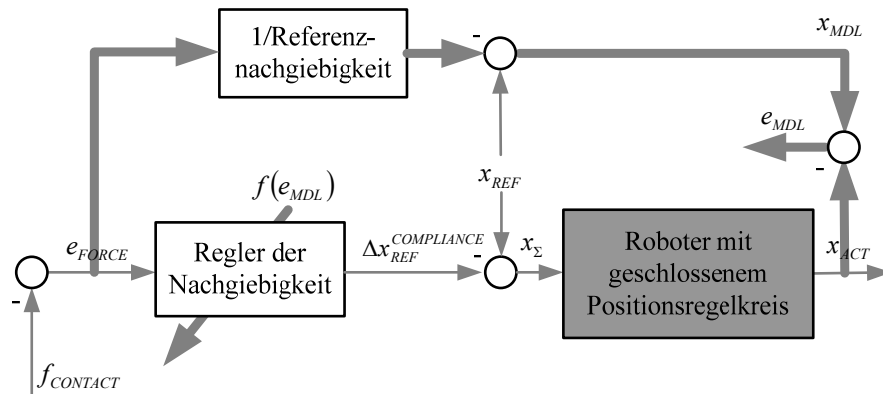 1/Referenz-
nachgiebigkeit
-
x_MDL
e_MDL
-
f(e_MDL)
x_REF
e_FORCE
Regler der
Nachgiebigkeit
Δx_REF^COMPLIANCE
-
x_Σ
Roboter mit
geschlossenem
Positionsregelkreis
x_ACT
-
f_CONTACT